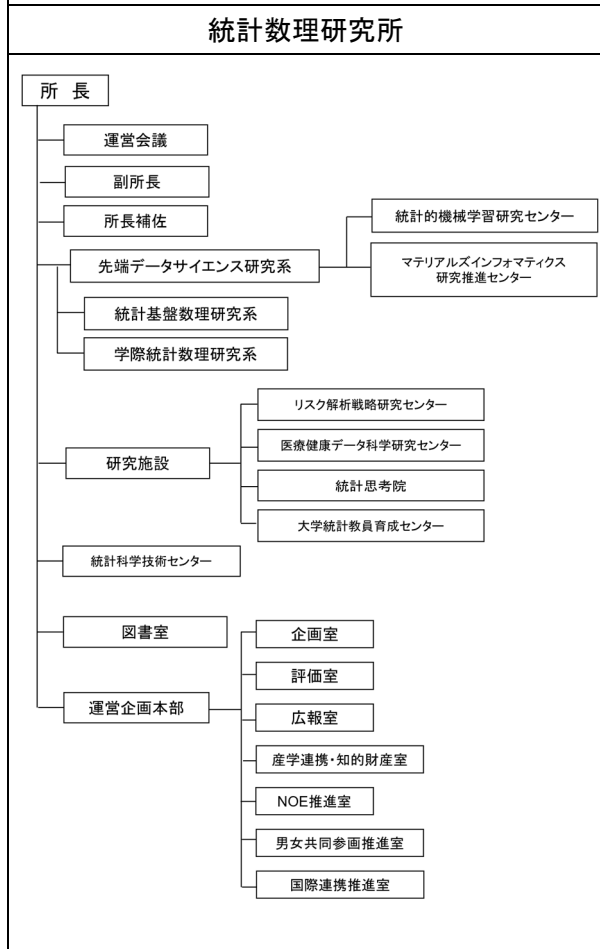 統計数理研究所
所 長
運営会議
副所長
所長補佐
先端データサイエンス研究系
統計的機械学習研究センター
マテリアルズインフォマティクス
研究推進センター
統計基盤数理研究系
学際統計数理研究系
研究施設
リスク解析戦略研究センター
医療健康データ科学研究センター
統計思考院
大学統計教員育成センター
統計科学技術センター
図書室
運営企画本部
企画室
評価室
広報室
産学連携・知的財産室
NOE推進室
男女共同参画推進室
国際連携推進室